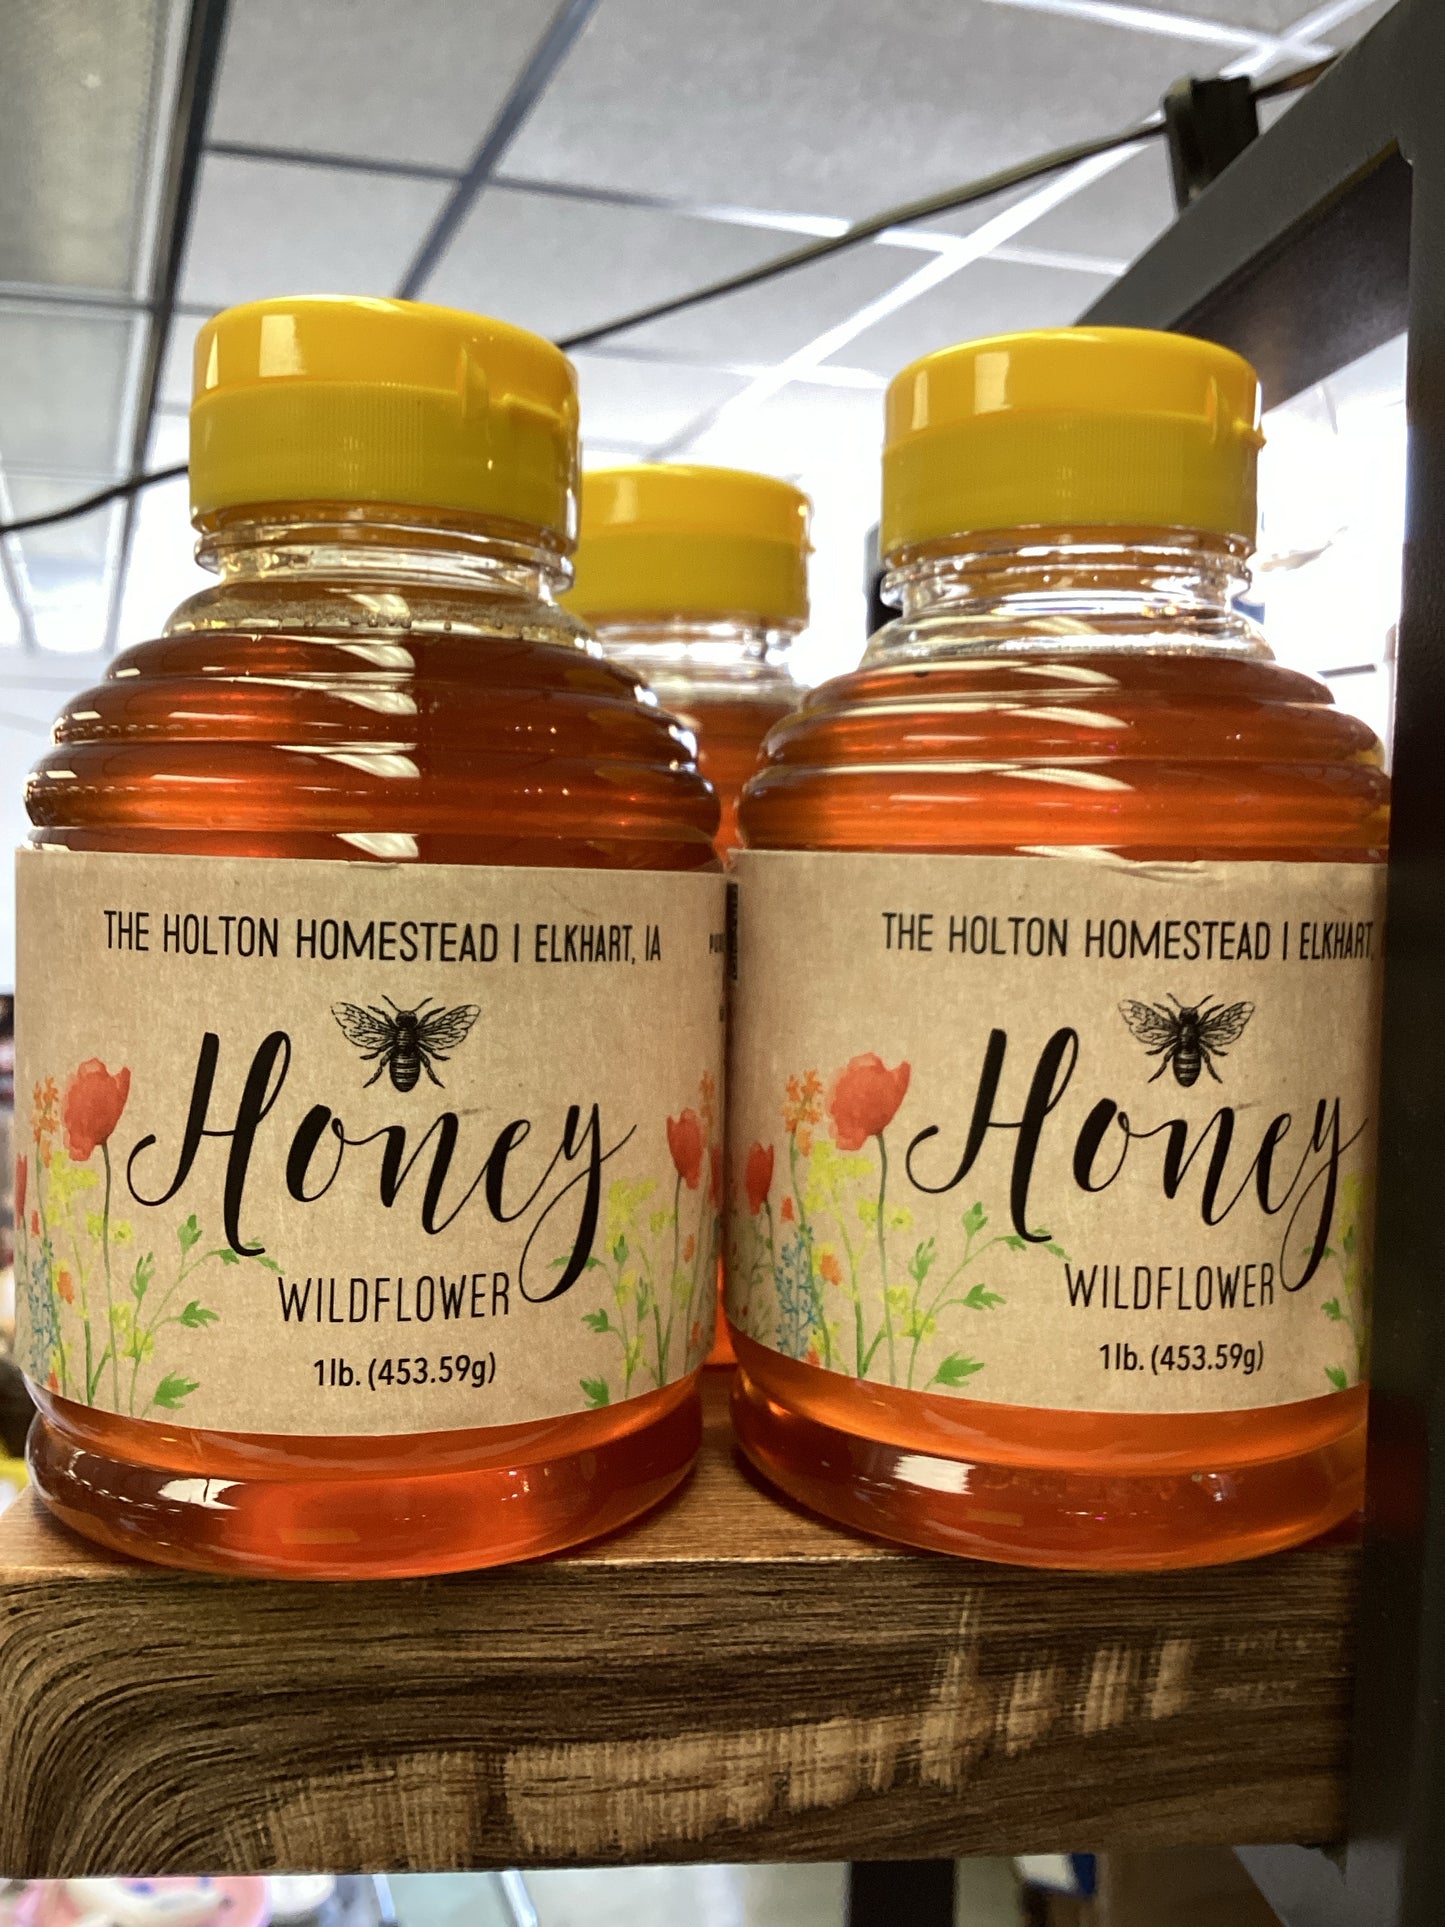 THE HOLTON HOMESTEAD | ELKHART, IA
Honey
WILDFLOWER
1lb. (453.59g)
THE HOLTON HOMESTEAD | ELKHART,
Honey
WILDFLOWER
1lb. (453.59g)